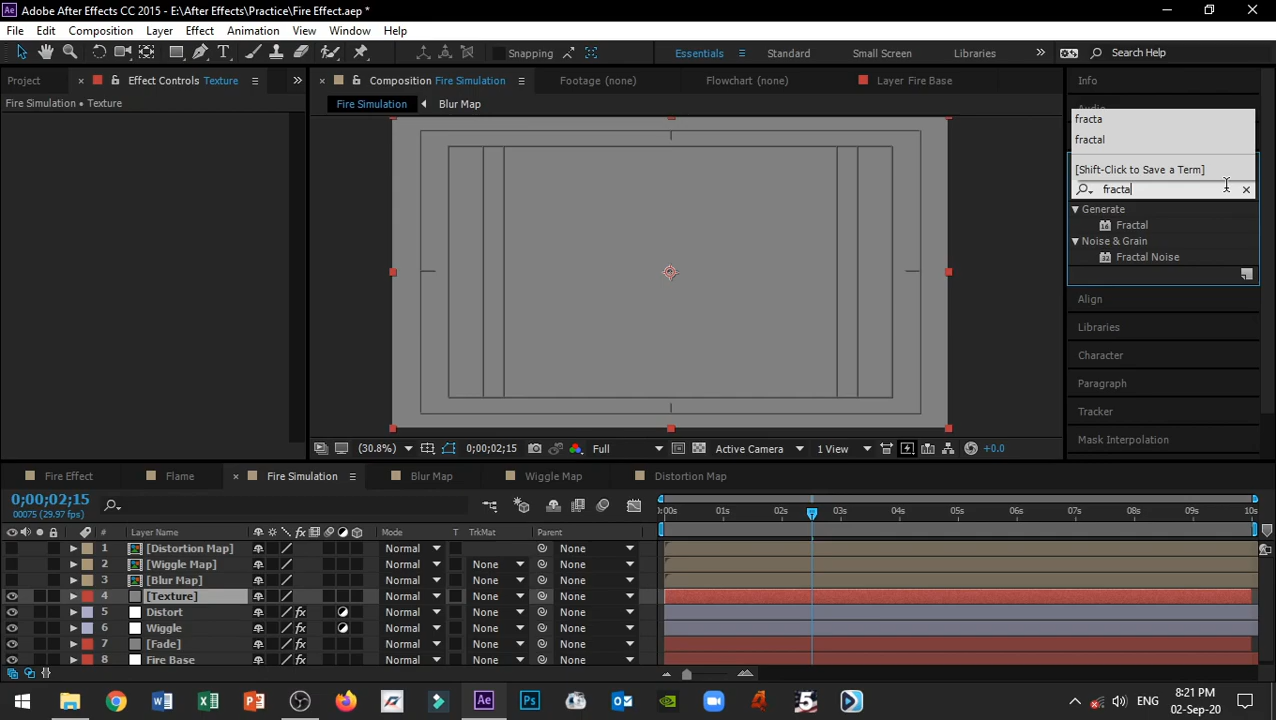 Adobe After Effects CC 2015 - E:\After Effects\Practice\Fire Effect.aep *
File Edit Composition Layer Effect Animation View Window Help
Snapping Essentials Standard Small Screen Libraries Search Help
Project Effect Controls Texture Composition Fire Simulation Footage (none) Flowchart (none) Layer Fire Base Info
Fire Simulation • Texture Fire Simulation Blur Map Audio
fracta
fractal
[Shift-Click to Save a Term]
fracta
Generate
Fractal
Noise & Grain
Fractal Noise
Align
Libraries
Character
Paragraph
Tracker
Mask Interpolation
(30.8%) 0;00;02;15 Full Active Camera 1 View +0.0
Fire Effect Flame Fire Simulation Blur Map Wiggle Map Distortion Map
0;00;02;15
00075 (29.97 fps)
:00s 01s 02s 03s 04s 05s 06s 07s 08s 09s 10s
# Layer Name Mode T TrkMat Parent
1 [Distortion Map] Normal None
2 [Wiggle Map] Normal None None
3 [Blur Map] Normal None None
4 [Texture] Normal None None
5 Distort Normal None None
6 Wiggle Normal None None
7 [Fade] Normal None None
8 Fire Base Normal None None
ENG 8:21 PM
02-Sep-20